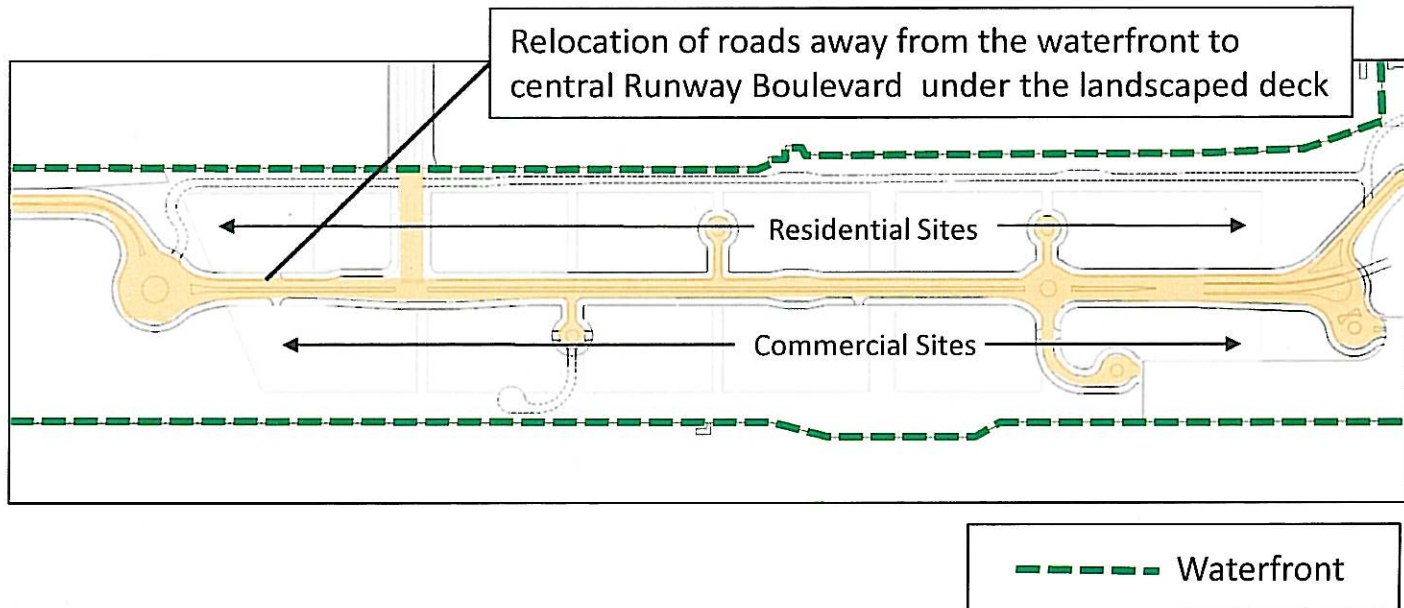 Relocation of roads away from the waterfront to
central Runway Boulevard under the landscaped deck
Residential Sites
Commercial Sites
Waterfront